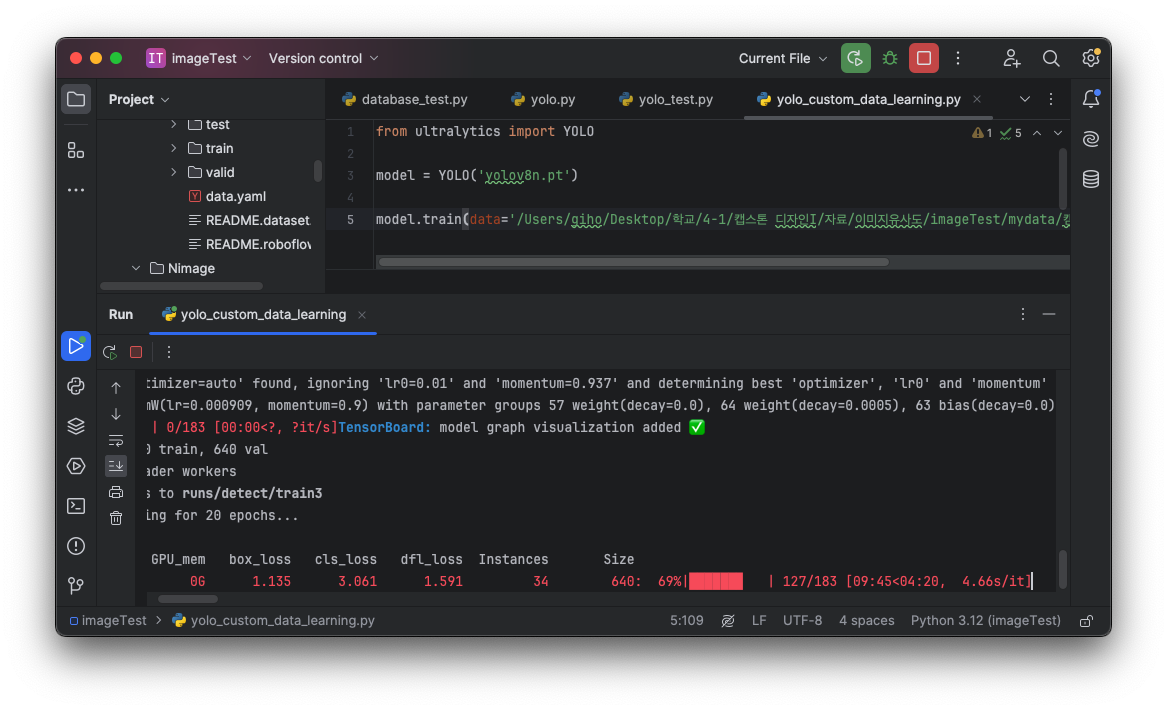 IT imageTest Version control Current File
Project database_test.py yolo.py yolo_test.py yolo_custom_data_learning.py
test
train
valid
data.yaml
README.dataset.
README.roboflow
Nimage
1 from ultralytics import YOLO
2
3 model = YOLO('yolov8n.pt')
4
5 model.train(data='/Users/giho/Desktop/학교/4-1/캡스톤 디자인I/자료/이미지유사도/imageTest/mydata/
1 5
Run yolo_custom_data_learning
timizer=auto' found, ignoring 'lr0=0.01' and 'momentum=0.937' and determining best 'optimizer', 'lr0' and 'momentum'
mW(lr=0.000909, momentum=0.9) with parameter groups 57 weight(decay=0.0), 64 weight(decay=0.0005), 63 bias(decay=0.0)
| 0/183 [00:00<?, ?it/s]TensorBoard: model graph visualization added ✅
0 train, 640 val
ader workers
s to runs/detect/train3
ing for 20 epochs...
GPU_mem box_loss cls_loss dfl_loss Instances Size
0G 1.135 3.061 1.591 34 640: 69%|███████ | 127/183 [09:45<04:20, 4.66s/it]
imageTest > yolo_custom_data_learning.py 5:109 LF UTF-8 4 spaces Python 3.12 (imageTest)